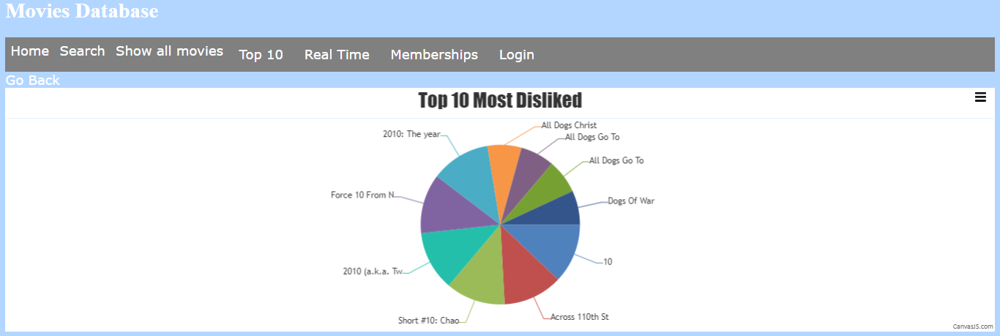 Movies Database
Home Search Show all movies Top 10 Real Time Memberships Login
Go Back
Top 10 Most Disliked
All Dogs Christ
2010: The year
All Dogs Go To
All Dogs Go To
Force 10 From N
Dogs Of War
10
2010 (a.k.a. Tw
Across 110th St
Short #10: Chao
CanvasJS.com